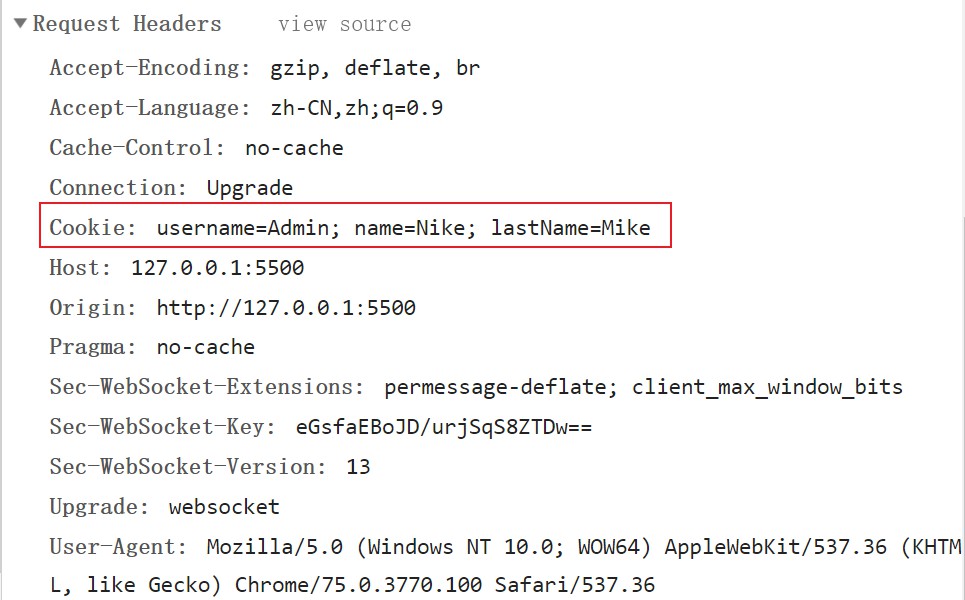 Request Headers view source
Accept-Encoding: gzip, deflate, br
Accept-Language: zh-CN,zh;q=0.9
Cache-Control: no-cache
Connection: Upgrade
Cookie: username=Admin; name=Nike; lastName=Mike
Host: 127.0.0.1:5500
Origin: http://127.0.0.1:5500
Pragma: no-cache
Sec-WebSocket-Extensions: permessage-deflate; client_max_window_bits
Sec-WebSocket-Key: eGsfaEBoJD/urjSqS8ZTDw==
Sec-WebSocket-Version: 13
Upgrade: websocket
User-Agent: Mozilla/5.0 (Windows NT 10.0; WOW64) AppleWebKit/537.36 (KHTM
L, like Gecko) Chrome/75.0.3770.100 Safari/537.36